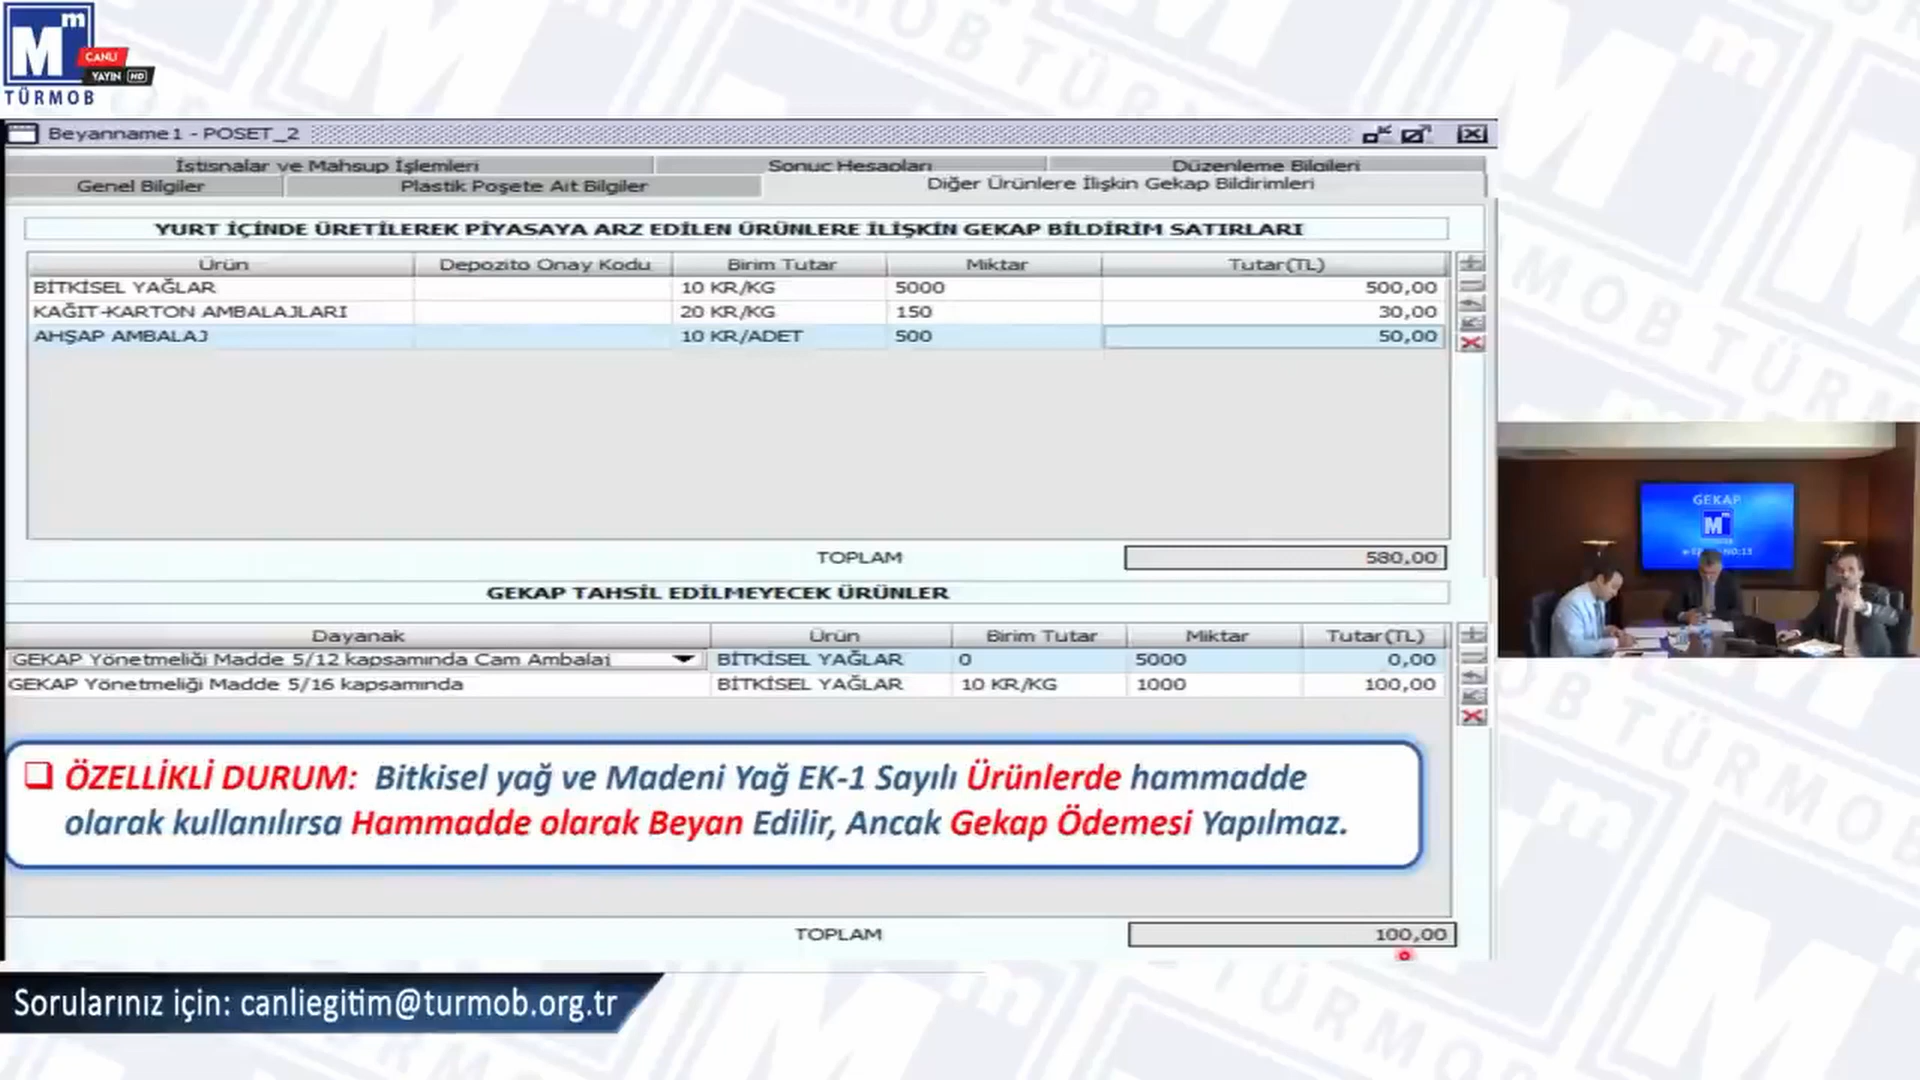 Mm
CANLI
YAYIN HD
TÜRMOB
Beyanname1 - POSET_2
İstisnalar ve Mahsup İşlemleri Sonuç Hesapları Düzenleme Bilgileri
Genel Bilgiler Plastik Poşete Ait Bilgiler Diğer Ürünlere İlişkin Gekap Bildirimleri
YURT İÇİNDE ÜRETİLEREK PİYASAYA ARZ EDİLEN ÜRÜNLERE İLİŞKİN GEKAP BİLDİRİM SATIRLARI
Ürün Depozito Onay Kodu Birim Tutar Miktar Tutar(TL)
BİTKİSEL YAĞLAR 10 KR/KG 5000 500,00
KAĞIT-KARTON AMBALAJLARI 20 KR/KG 150 30,00
AHŞAP AMBALAJ 10 KR/ADET 500 50,00
TOPLAM 580,00
GEKAP TAHSİL EDİLMEYECEK ÜRÜNLER
Dayanak Ürün Birim Tutar Miktar Tutar(TL)
GEKAP Yönetmeliği Madde 5/12 kapsamında Cam Ambalaj BİTKİSEL YAĞLAR 0 5000 0,00
GEKAP Yönetmeliği Madde 5/16 kapsamında BİTKİSEL YAĞLAR 10 KR/KG 1000 100,00
ÖZELLİKLİ DURUM: Bitkisel yağ ve Madeni Yağ EK-1 Sayılı Ürünlerde hammadde
olarak kullanılırsa Hammadde olarak Beyan Edilir, Ancak Gekap Ödemesi Yapılmaz.
TOPLAM 100,00
GEKAP
Mm
Sorularınız için: canliegitim@turmob.org.tr